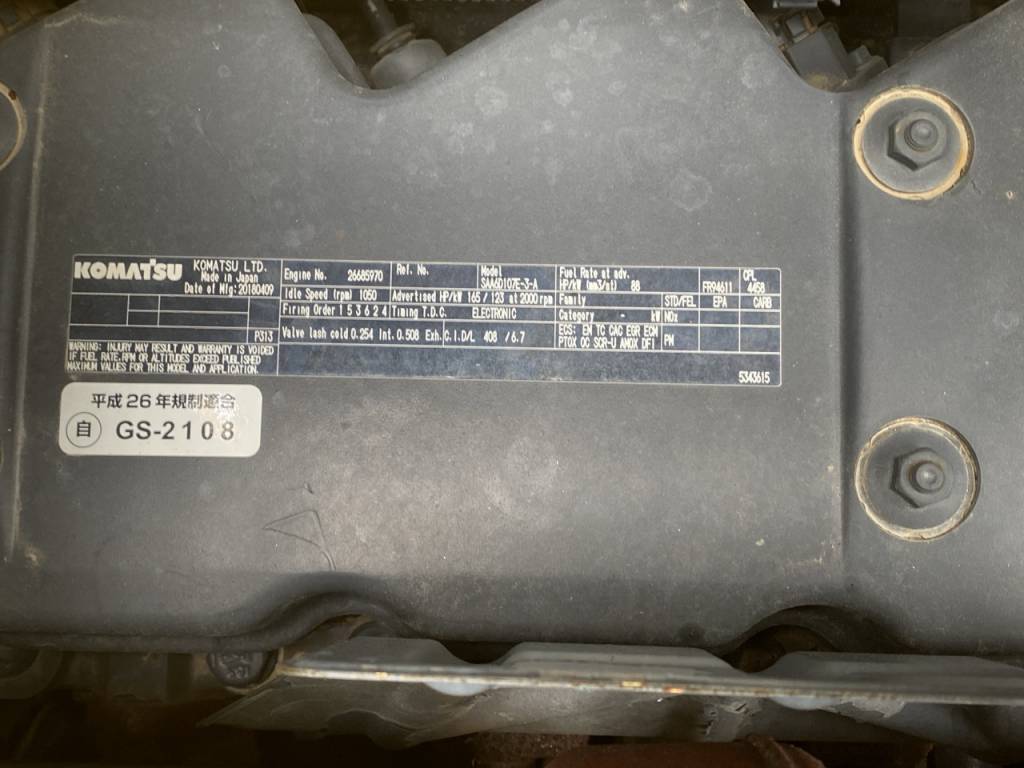 KOMATSU KOMATSU LTD.
Made in Japan
Date of Mfg:20180409
P313
WARNING: INJURY MAY RESULT AND WARRANTY IS VOIDED
IF FUEL RATE.RPM OR ALTITUDES EXCEED PUBLISHED
MAXIMUM VALUES FOR THIS MODEL AND APPLICATION.
Engine No. 26685970 Ref. No. Model SAA6D107E-3-A
Idle Speed (rpm) 1050 Advertised HP/kW 165 / 123 at 2000 rpm
Firing Order 1 5 3 6 2 4 Timing T.D.C. ELECTRONIC
Valve lash cold 0.254 Int. 0.508 Exh. C.I.D/L 408 / 6.7
Fuel Rate at adv. CPL
HP/kW (mm3/st) 88 FR94611 4458
Family STD/FEL EPA CARB
Category - kW NOx
ECS: EM TC CAC EGR ECM PM
PTOX OC SCR-U AMOX DFI
5343615
平成26年規制適合
自 GS-2108